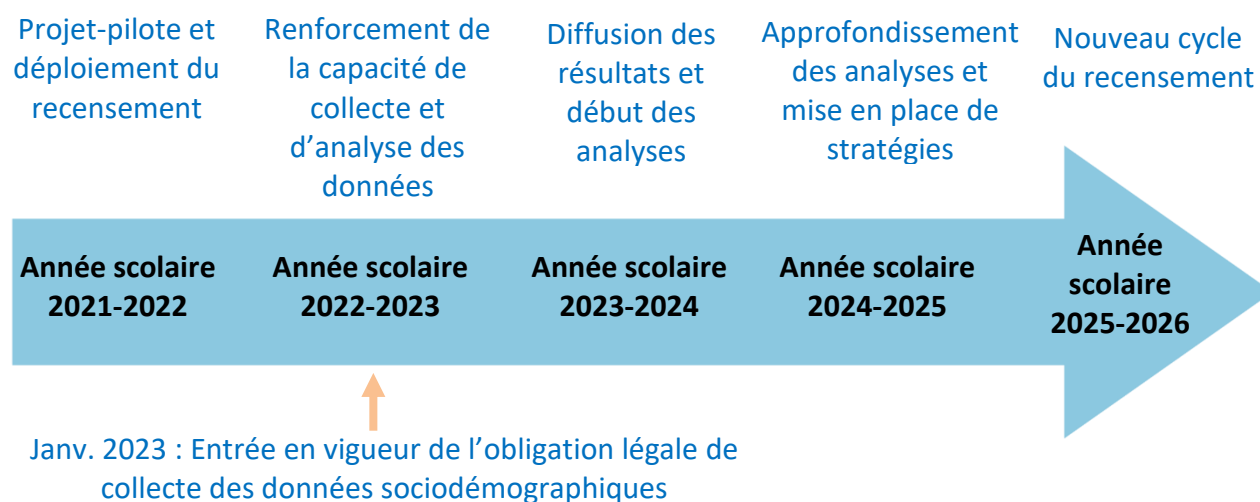 Projet-pilote et
déploiement du
recensement
Renforcement de
la capacité de
collecte et
d'analyse des
données
Diffusion des
résultats et
début des
analyses
Approfondissement
des analyses et
mise en place de
stratégies
Nouveau cycle
du recensement
Année scolaire
2021-2022
Année scolaire
2022-2023
Année scolaire
2023-2024
Année scolaire
2024-2025
Année
scolaire
2025-2026
Janv. 2023 : Entrée en vigueur de l'obligation légale de
collecte des données sociodémographiques